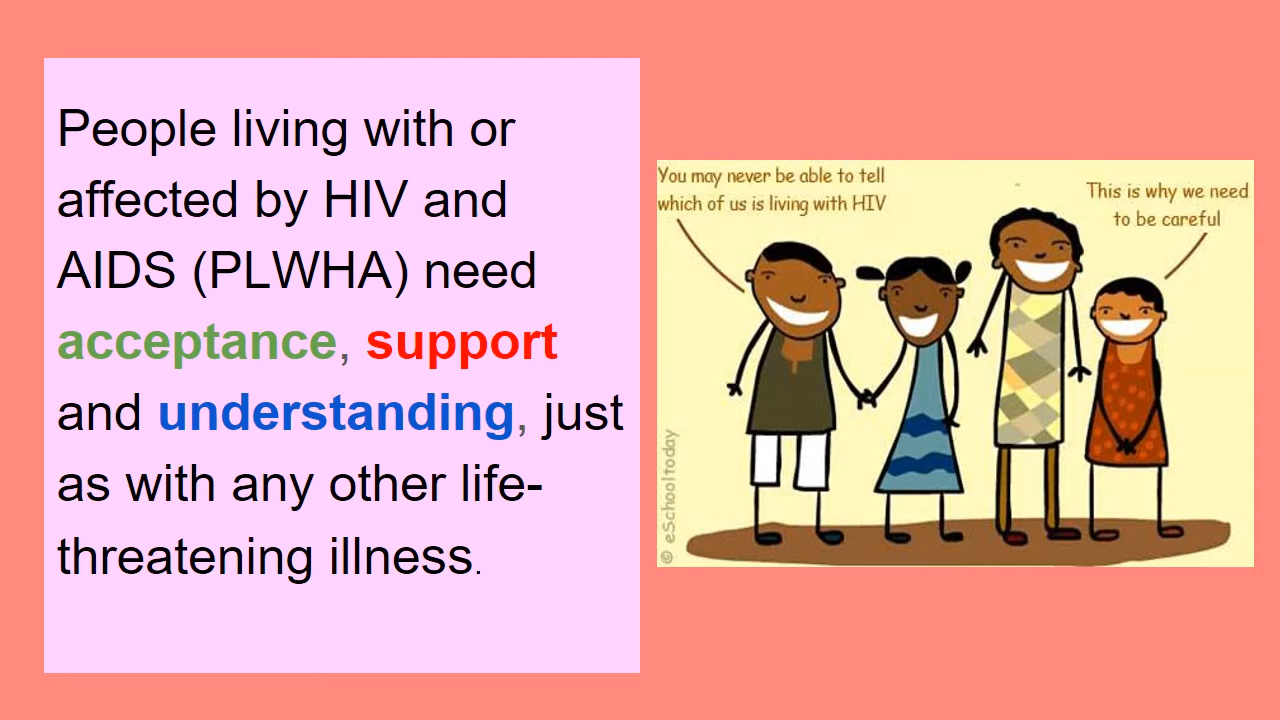 People living with or
affected by HIV and
AIDS (PLWHA) need
acceptance, support
and understanding, just
as with any other life-
threatening illness.
You may never be able to tell
which of us is living with HIV
This is why we need
to be careful
© eSchooltoday